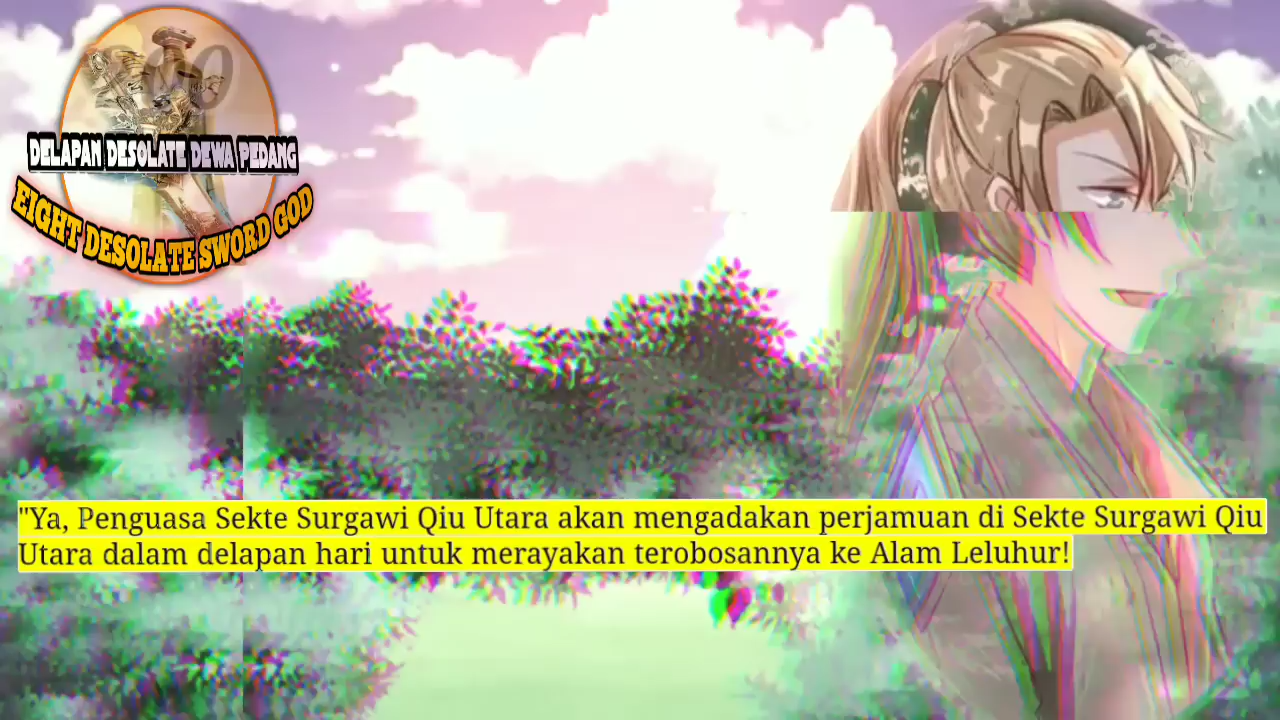 DELAPAN DESOLATE DEWA PEDANG
EIGHT DESOLATE SWORD GOD
"Ya, Penguasa Sekte Surgawi Qiu Utara akan mengadakan perjamuan di Sekte Surgawi Qiu
Utara dalam delapan hari untuk merayakan terobosannya ke Alam Leluhur!